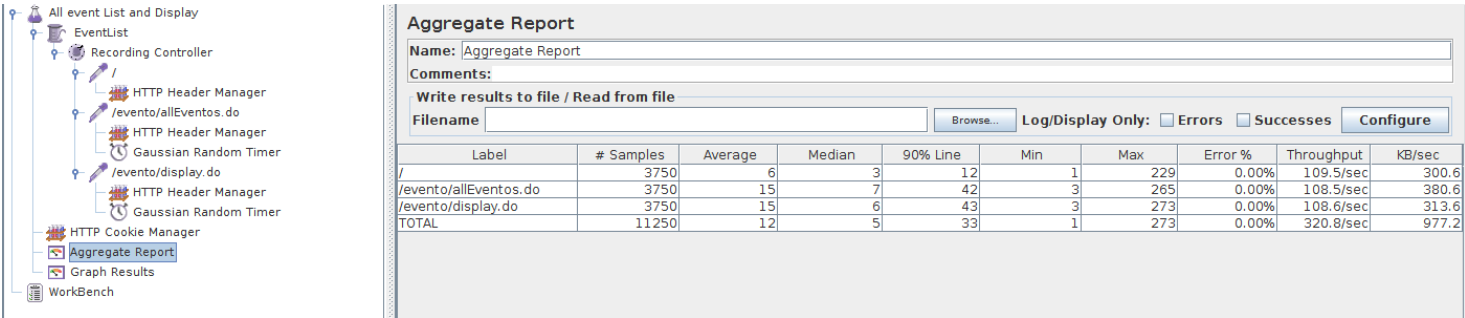 All event List and Display
EventList
Recording Controller
/
HTTP Header Manager
/evento/allEventos.do
HTTP Header Manager
Gaussian Random Timer
/evento/display.do
HTTP Header Manager
Gaussian Random Timer
HTTP Cookie Manager
Aggregate Report
Graph Results
WorkBench
Aggregate Report
Name: Aggregate Report
Comments:
Write results to file / Read from file
Filename Browse... Log/Display Only: Errors Successes Configure
Label # Samples Average Median 90% Line Min Max Error % Throughput KB/sec
/ 3750 6 3 12 1 229 0.00% 109.5/sec 300.6
/evento/allEventos.do 3750 15 7 42 3 265 0.00% 108.5/sec 380.6
/evento/display.do 3750 15 6 43 3 273 0.00% 108.6/sec 313.6
TOTAL 11250 12 5 33 1 273 0.00% 320.8/sec 977.2